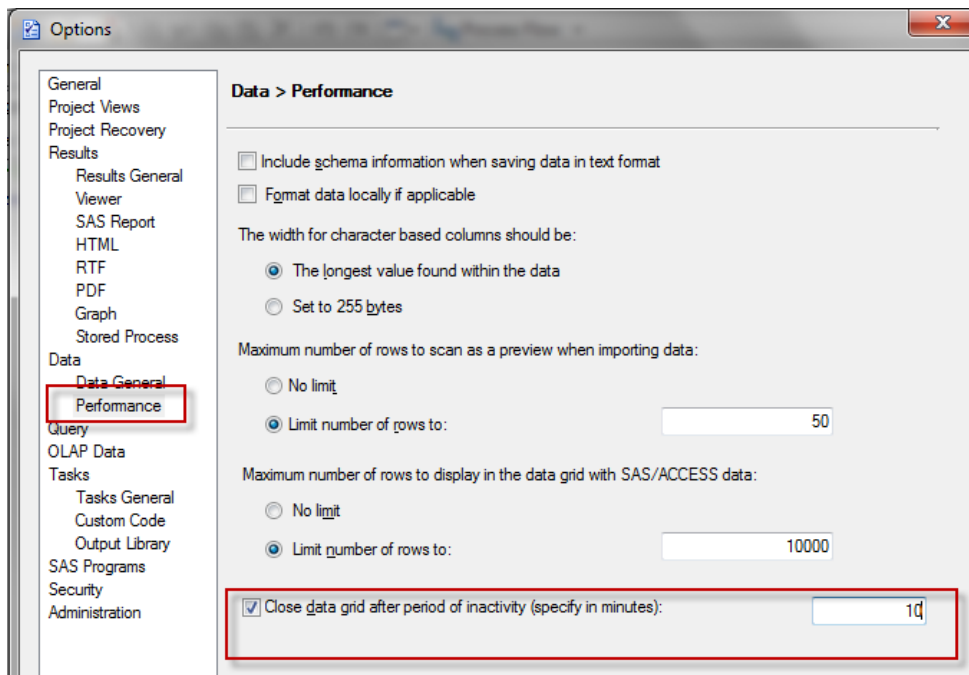 Options
General
Project Views
Project Recovery
Results
Results General
Viewer
SAS Report
HTML
RTF
PDF
Graph
Stored Process
Data
Data General
Performance
Query
OLAP Data
Tasks
Tasks General
Custom Code
Output Library
SAS Programs
Security
Administration
Data > Performance
Include schema information when saving data in text format
Format data locally if applicable
The width for character based columns should be:
The longest value found within the data
Set to 255 bytes
Maximum number of rows to scan as a preview when importing data:
No limit
Limit number of rows to: 50
Maximum number of rows to display in the data grid with SAS/ACCESS data:
No limit
Limit number of rows to: 10000
Close data grid after period of inactivity (specify in minutes): 10